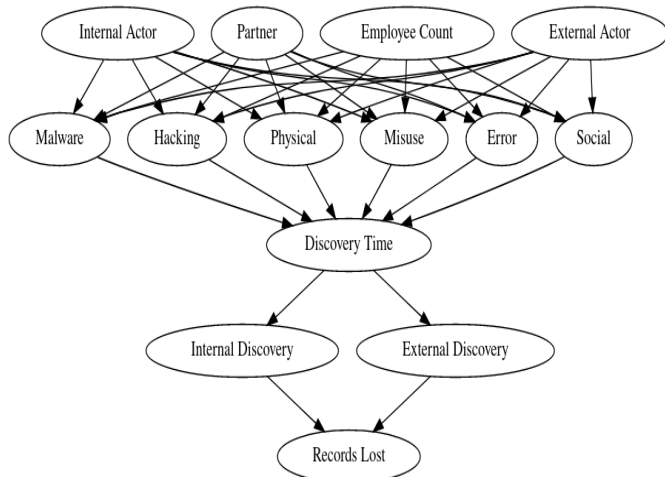 Internal Actor
Partner
Employee Count
External Actor
Malware
Hacking
Physical
Misuse
Error
Social
Discovery Time
Internal Discovery
External Discovery
Records Lost